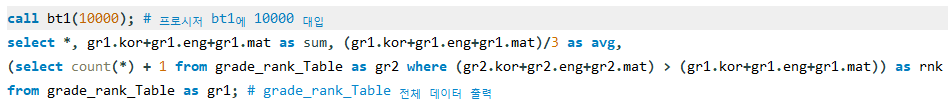 call bt1(10000); # 프로시저 bt1에 10000 대입
select *, gr1.kor+gr1.eng+gr1.mat as sum, (gr1.kor+gr1.eng+gr1.mat)/3 as avg,
(select count(*) + 1 from grade_rank_Table as gr2 where (gr2.kor+gr2.eng+gr2.mat) > (gr1.kor+gr1.eng+gr1.mat)) as rnk
from grade_rank_Table as gr1; # grade_rank_Table 전체 데이터 출력